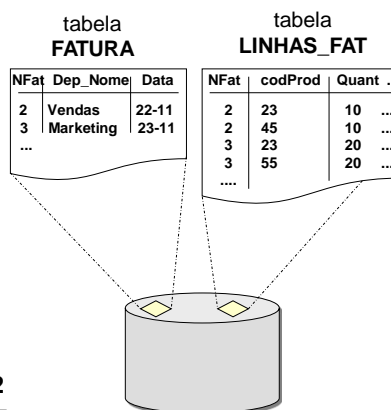 tabela
FATURA
NFat Dep_Nome Data
2 Vendas 22-11
3 Marketing 23-11
...
tabela
LINHAS_FAT
NFat codProd Quant .
2 23 10 ...
2 45 10 ...
3 23 20 ...
3 55 20 ...
....
2